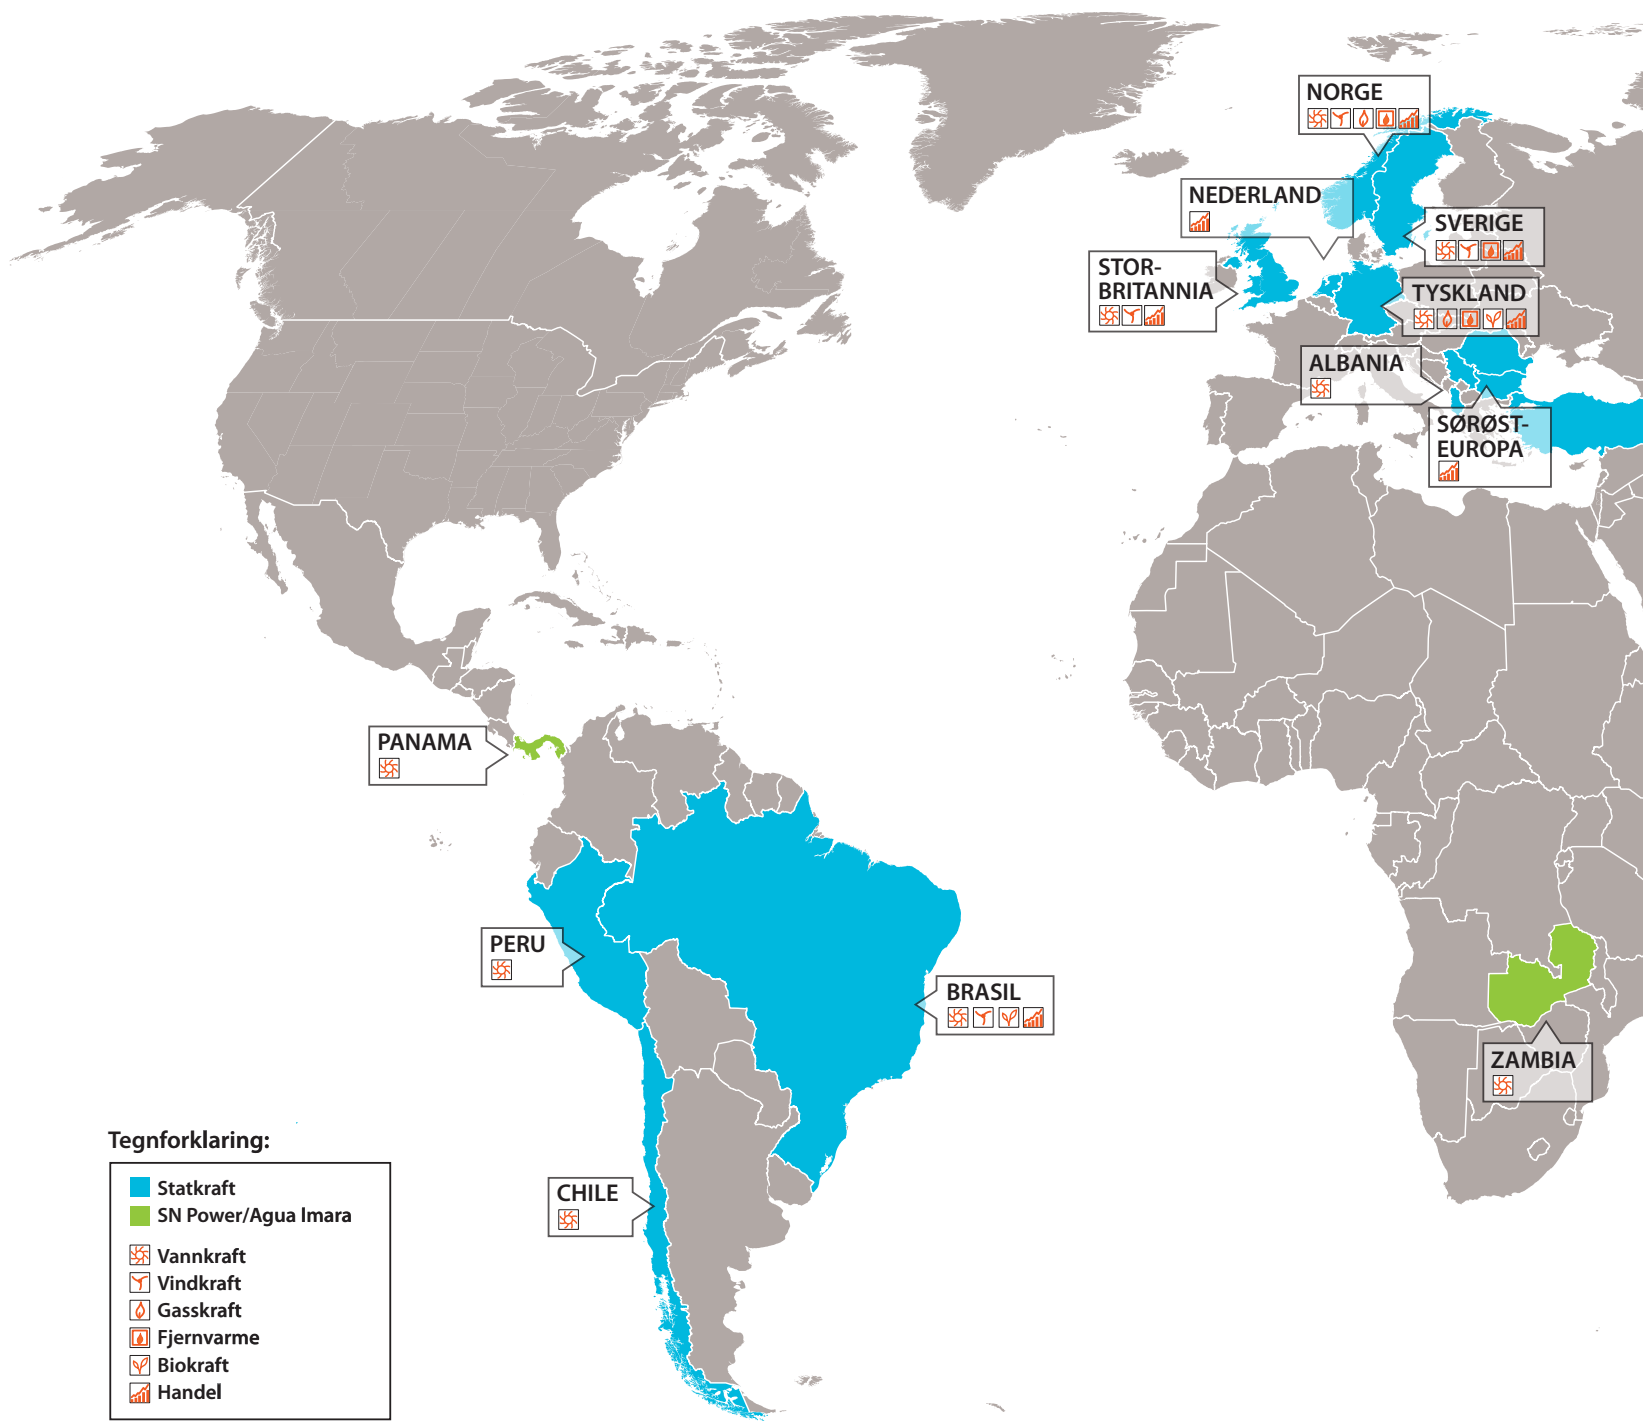 NORGE
NEDERLAND
SVERIGE
STOR-
BRITANNIA
TYSKLAND
ALBANIA
SØRØST-
EUROPA
PANAMA
PERU
BRASIL
ZAMBIA
CHILE
Tegnforklaring:
Statkraft
SN Power/Agua Imara
Vannkraft
Vindkraft
Gasskraft
Fjernvarme
Biokraft
Handel